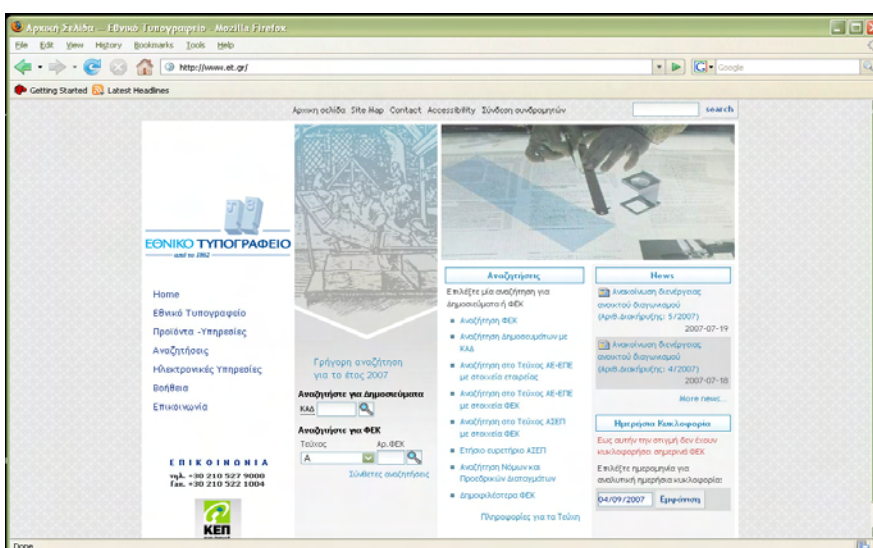 Αρχική Σελίδα — Εθνικό Τυπογραφείο - Mozilla Firefox
File Edit View History Bookmarks Tools Help
http://www.et.gr/
Google
Getting Started Latest Headlines
Αρχικη σελίδα Site Map Contact Accessibility Σύνδεση συνδρομητών
search
ΕΘΝΙΚΟ ΤΥΠΟΓΡΑΦΕΙΟ
από το 1862
Home
Εθνικό Τυπογραφείο
Προϊόντα -Υπηρεσίες
Αναζητήσεις
Ηλεκτρονικές Υπηρεσίες
Βοήθεια
Επικοινωνία
ΕΠΙΚΟΙΝΩΝΙΑ
τηλ. +30 210 527 9000
fax. +30 210 522 1004
ΚΕΠ
Γρήγορη αναζήτηση
για το έτος 2007
Αναζητήστε για Δημοσιεύματα
ΚΑΔ
Αναζητήστε για ΦΕΚ
Τεύχος Αρ.ΦΕΚ
Α
Σύνθετες αναζητήσεις
Αναζητήσεις
Επιλέξτε μία αναζήτηση για
Δημοσιεύματα ή ΦΕΚ
Αναζήτηση ΦΕΚ
Αναζήτηση Δημοσιευμάτων με
ΚΑΔ
Αναζήτηση στο Τεύχος ΑΕ-ΕΠΕ
με στοιχεία εταιρείας
Αναζήτηση στο Τεύχος ΑΕ-ΕΠΕ
με στοιχεία ΦΕΚ
Αναζήτηση στο Τεύχος ΑΣΕΠ
με στοιχεία ΦΕΚ
Ετήσιο ευρετήριο ΑΣΕΠ
Αναζήτηση Νόμων και
Προεδρικών Διαταγμάτων
Δημοφιλέστερα ΦΕΚ
Πληροφορίες για τα Τεύχη
News
Ανακοίνωση διενέργειας
ανοικτού διαγωνισμού
(Αριθ.Διακήρυξης: 5/2007)
2007-07-19
Ανακοίνωση διενέργειας
ανοικτού διαγωνισμού
(Αριθ.Διακήρυξης: 4/2007)
2007-07-18
More news...
Ημερήσια Κυκλοφορία
Εως αυτήν την στιγμή δεν έχουν
κυκλοφορήσει σημερινά ΦΕΚ
Επιλέξτε ημερομηνία για
αναλυτική ημερήσια κυκλοφορία:
04/09/2007 Εμφάνιση
Done